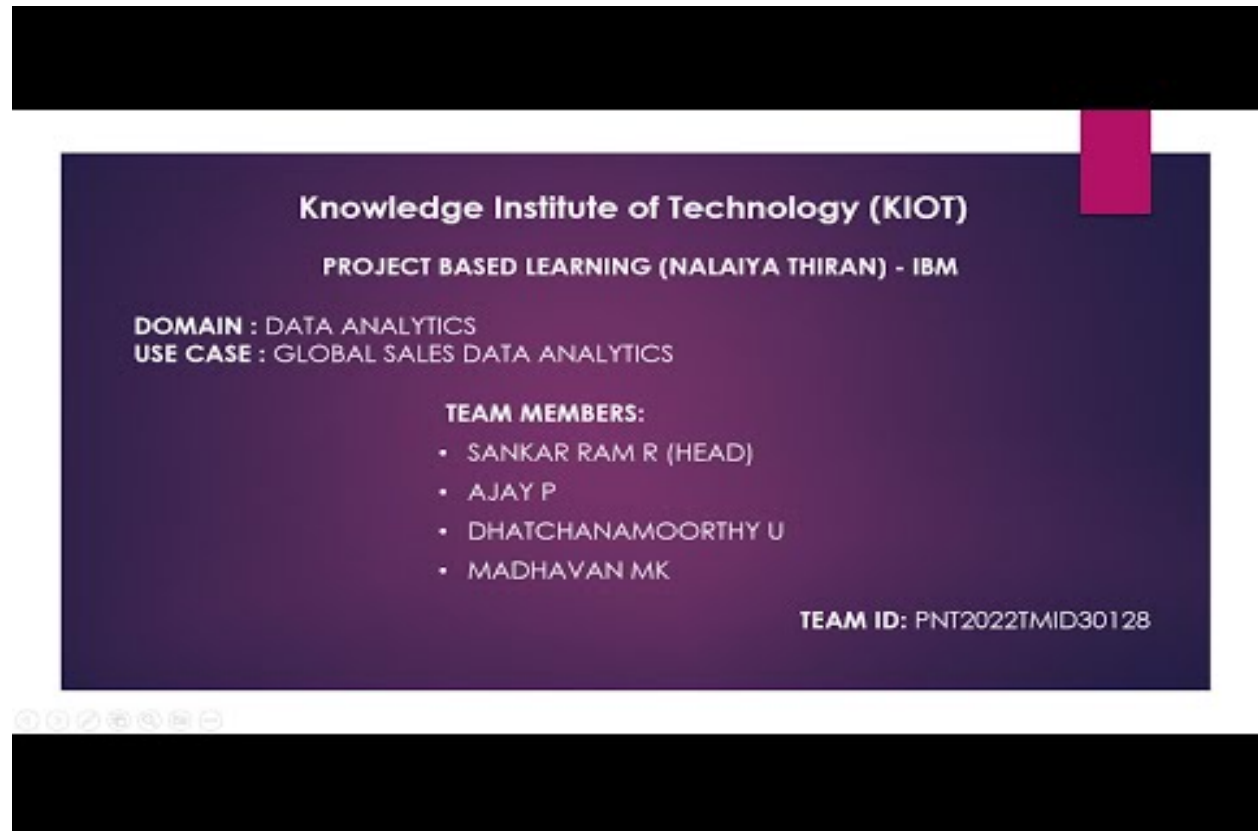 Knowledge Institute of Technology (KIOT)
PROJECT BASED LEARNING (NALAIYA THIRAN) - IBM
DOMAIN : DATA ANALYTICS
USE CASE : GLOBAL SALES DATA ANALYTICS
TEAM MEMBERS:
• SANKAR RAM R (HEAD)
• AJAY P
• DHATCHANAMOORTHY U
• MADHAVAN MK
TEAM ID: PNT2022TMID30128